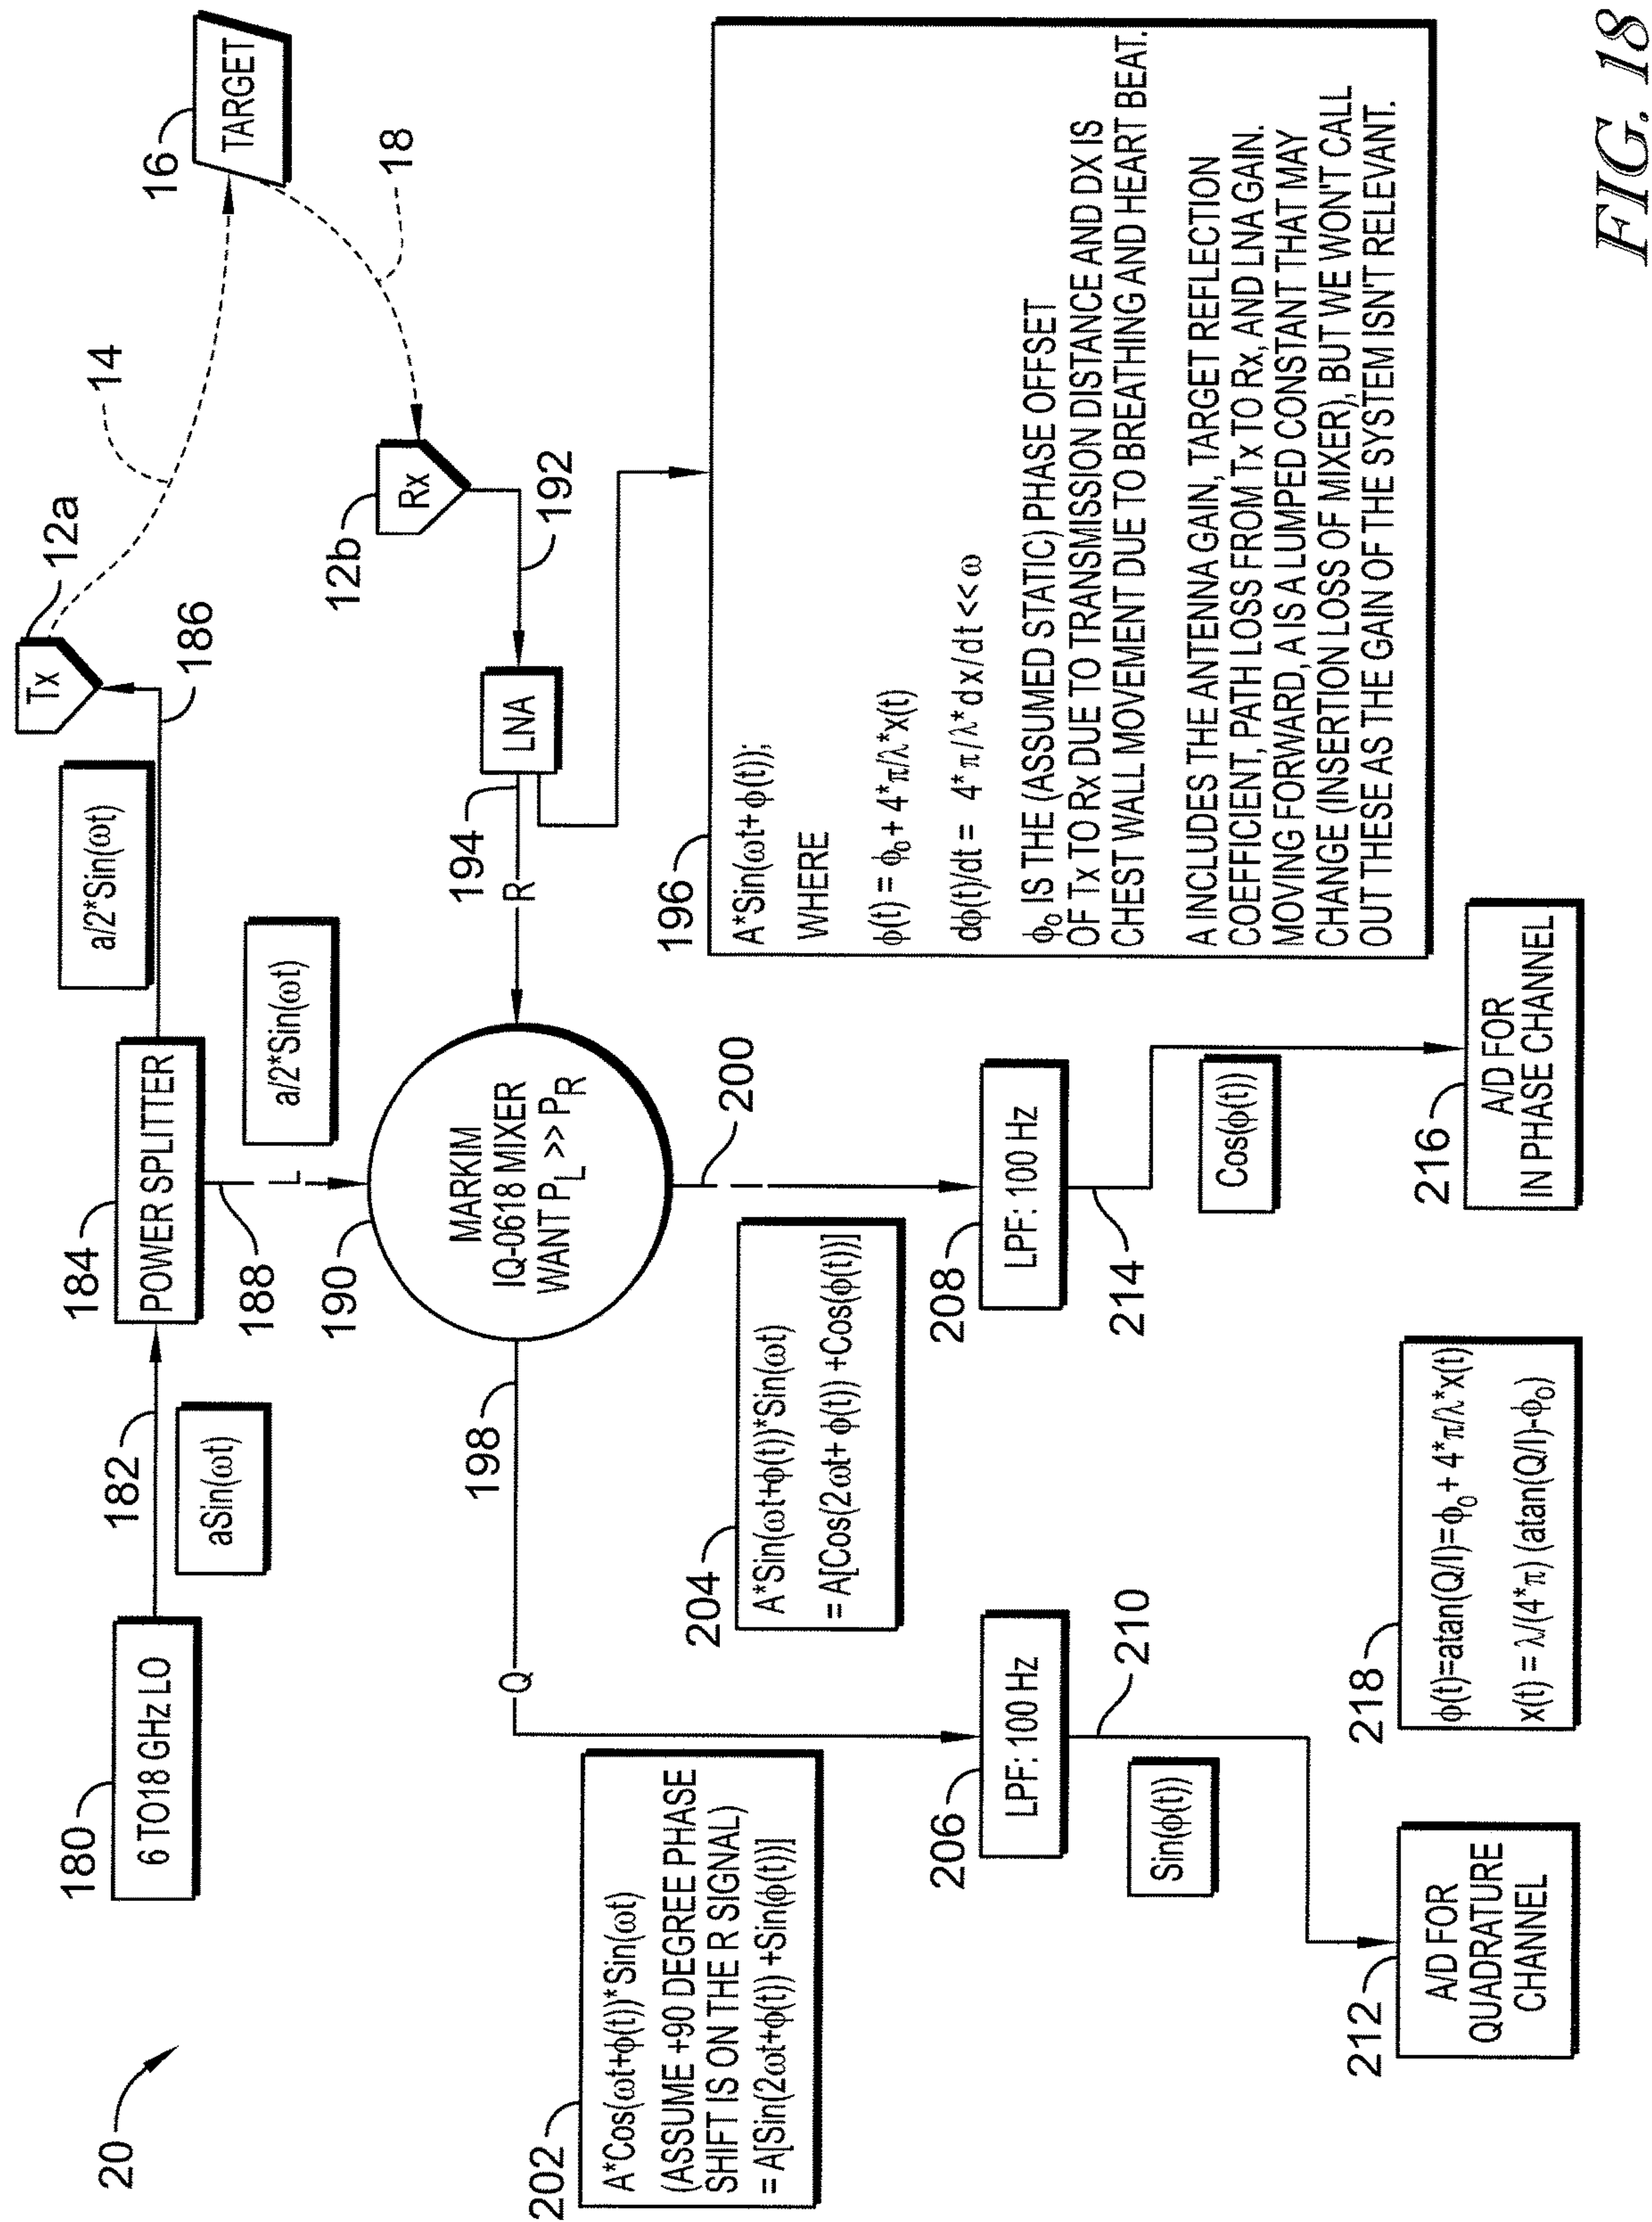 20
180
6 TO18 GHz LO
182
aSin(ωt)
184
POWER SPLITTER
a/2*Sin(ωt)
186
Tx
12a
14
16
TARGET
18
188
L
a/2*Sin(ωt)
190
MARKIM
IQ-0618 MIXER
WANT P_L >> P_R
R
194
LNA
192
12b
Rx
198
Q
200
196
A*Sin(ωt+ϕ(t));
WHERE
ϕ(t) = ϕ₀ + 4*π/λ*x(t)
dϕ(t)/dt = 4*π/λ*dx/dt << ω
ϕ₀ IS THE (ASSUMED STATIC) PHASE OFFSET
OF Tx TO Rx DUE TO TRANSMISSION DISTANCE AND DX IS
CHEST WALL MOVEMENT DUE TO BREATHING AND HEART BEAT.
A INCLUDES THE ANTENNA GAIN, TARGET REFLECTION
COEFFICIENT, PATH LOSS FROM Tx TO Rx, AND LNA GAIN.
MOVING FORWARD, A IS A LUMPED CONSTANT THAT MAY
CHANGE (INSERTION LOSS OF MIXER), BUT WE WON'T CALL
OUT THESE AS THE GAIN OF THE SYSTEM ISN'T RELEVANT.
202
A*Cos(ωt+ϕ(t))*Sin(ωt)
(ASSUME +90 DEGREE PHASE
SHIFT IS ON THE R SIGNAL)
= A[Sin(2ωt+ϕ(t)) +Sin(ϕ(t))]
204
A*Sin(ωt+ϕ(t))*Sin(ωt)
= A[Cos(2ωt+ ϕ(t)) +Cos(ϕ(t))]
206
LPF: 100 Hz
210
Sin(ϕ(t))
208
LPF: 100 Hz
214
Cos(ϕ(t))
212
A/D FOR
QUADRATURE
CHANNEL
218
ϕ(t)=atan(Q/I)=ϕ₀ + 4*π/λ*x(t)
x(t) = λ/(4*π) (atan(Q/I)-ϕ₀)
216
A/D FOR
IN PHASE CHANNEL
FIG. 18